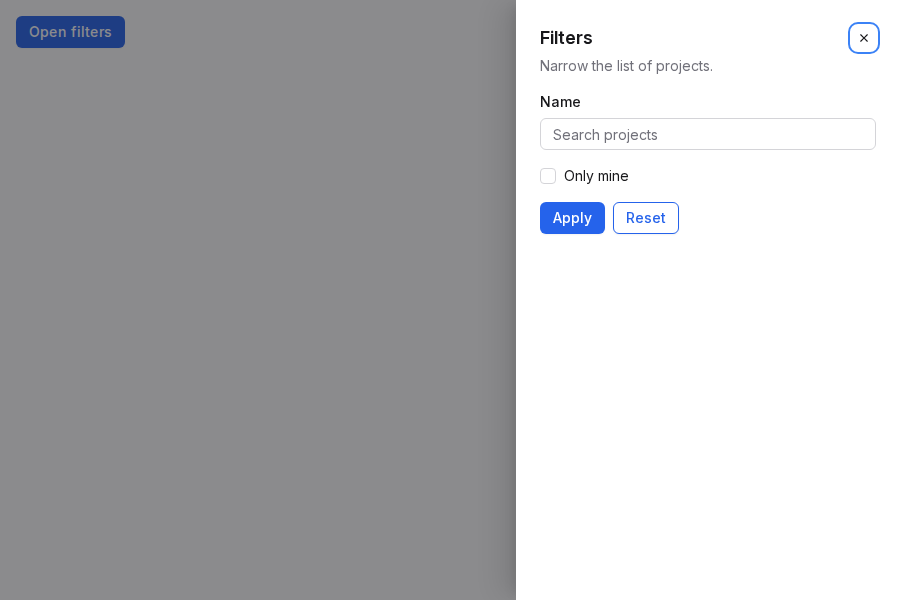 Open filters
Filters
Narrow the list of projects.
Name
Search projects
Only mine
Apply
Reset